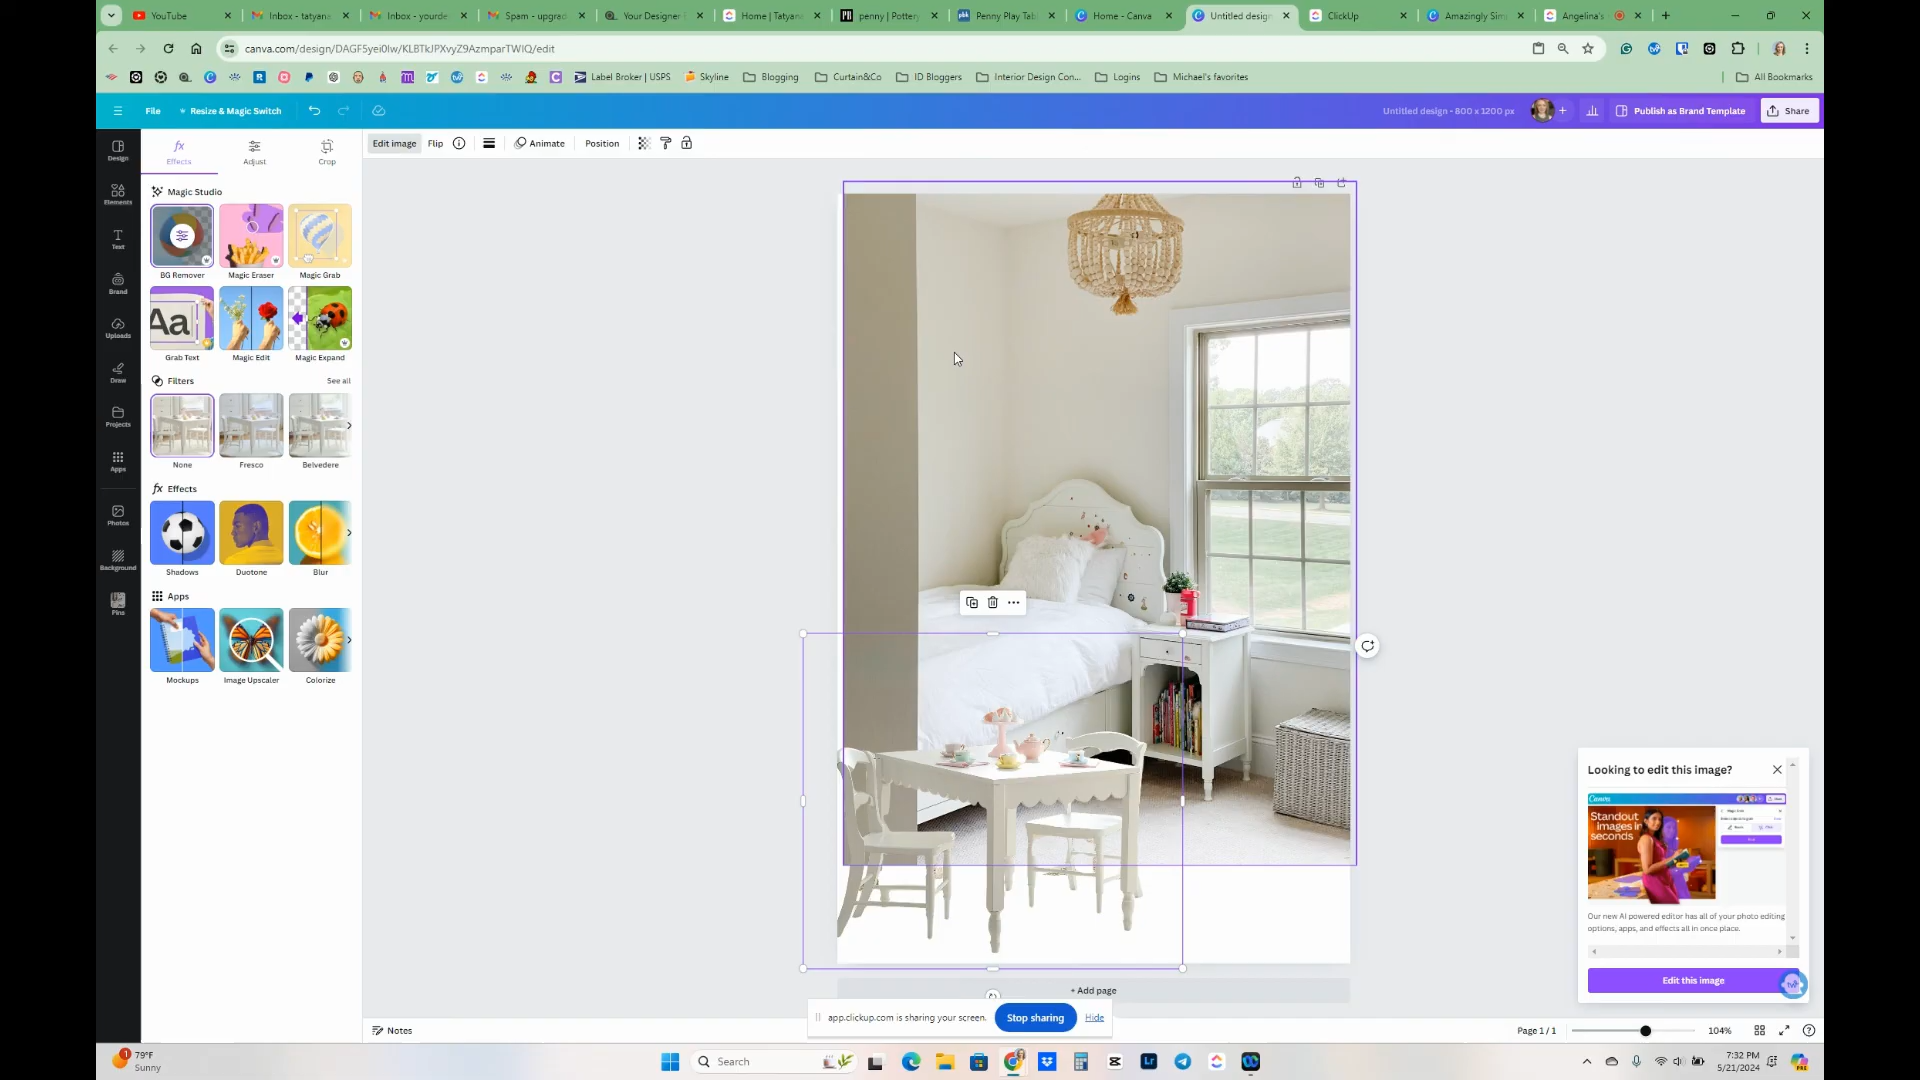 YouTube
Inbox - tatyana
Inbox - yourde
Spam - upgrad
Your Designer
Home | Tatyan
penny | Potter
Penny Play Tab
Home - Canva
Untitled design
ClickUp
Amazingly Sim
Angelina's
canva.com/design/DAGF5yei0lw/KLBTkJPXvyZ9AzmparTWIQ/edit
Label Broker | USPS
Skyline
Blogging
Curtain&Co
ID Bloggers
Interior Design Con...
Logins
Michael's favorites
All Bookmarks
File
Resize & Magic Switch
Untitled design - 800 x 1200 px
Publish as Brand Template
Share
Design
Elements
Text
Brand
Uploads
Draw
Projects
Apps
Photos
Background
Pins
Effects
Adjust
Crop
Edit image
Flip
Animate
Position
Magic Studio
BG Remover
Magic Eraser
Magic Grab
Aa
Grab Text
Magic Edit
Magic Expand
Filters
See all
None
Fresco
Belvedere
Effects
Shadows
Duotone
Blur
Apps
Mockups
Image Upscaler
Colorize
Looking to edit this image?
Canva
Standout
images in
seconds
Our new AI powered editor has all of your photo editing
options, apps, and effects all in once place.
Edit this image
+ Add page
app.clickup.com is sharing your screen.
Stop sharing
Hide
Notes
Page 1 / 1
104%
79°F
Sunny
Search
7:32 PM
5/21/2024